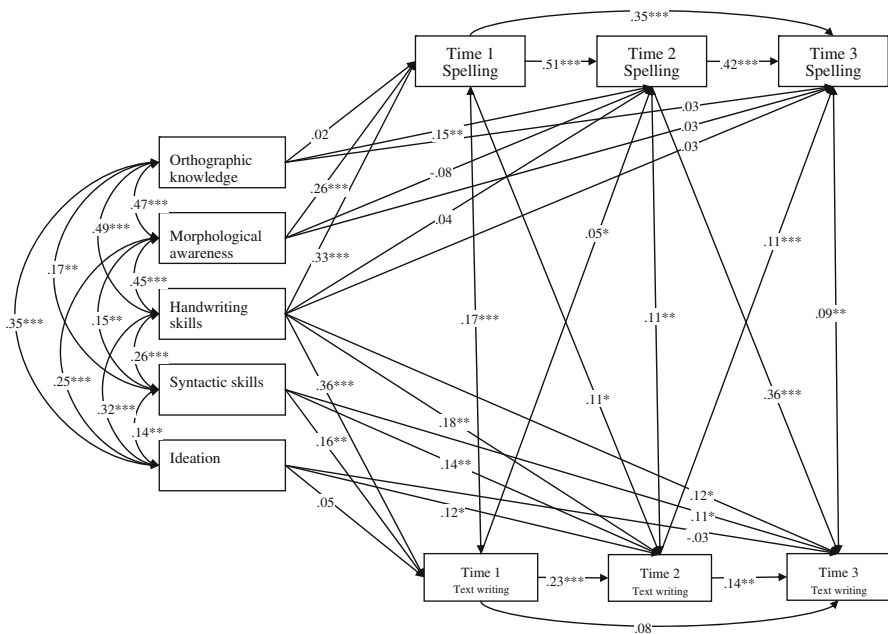 .35***
Time 1
Spelling
.51***
Time 2
Spelling
.42***
Time 3
Spelling
.02
.15**
.03
.03
.03
Orthographic
knowledge
-.08
.26***
.47***
.04
.49***
Morphological
awareness
.05*
.11***
.33***
.17**
.45***
Handwriting
skills
.35***
.15**
.17***
.11**
.09**
.26***
Syntactic skills
.25***
.36***
.11*
.36***
.32***
.18**
.14**
.16**
Ideation
.14**
.05
.12*
.12*
.11*
-.03
Time 1
Text writing
.23***
Time 2
Text writing
.14**
Time 3
Text writing
.08